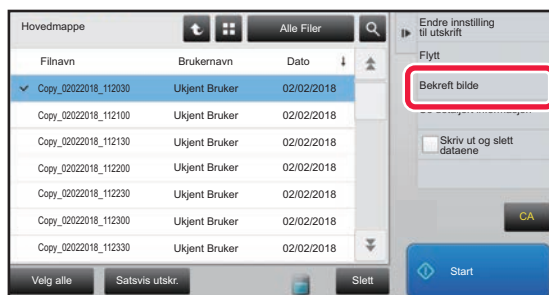 Hovedmappe
Alle Filer
Filnavn Brukernavn Dato
Copy_02022018_112030 Ukjent Bruker 02/02/2018
Copy_02022018_112100 Ukjent Bruker 02/02/2018
Copy_02022018_112130 Ukjent Bruker 02/02/2018
Copy_02022018_112200 Ukjent Bruker 02/02/2018
Copy_02022018_112230 Ukjent Bruker 02/02/2018
Copy_02022018_112300 Ukjent Bruker 02/02/2018
Copy_02022018_112330 Ukjent Bruker 02/02/2018
Velg alle Satsvis utskr. Slett
Endre innstilling
til utskrift
Flytt
Bekreft bilde
Skriv ut og slett
dataene
CA
Start